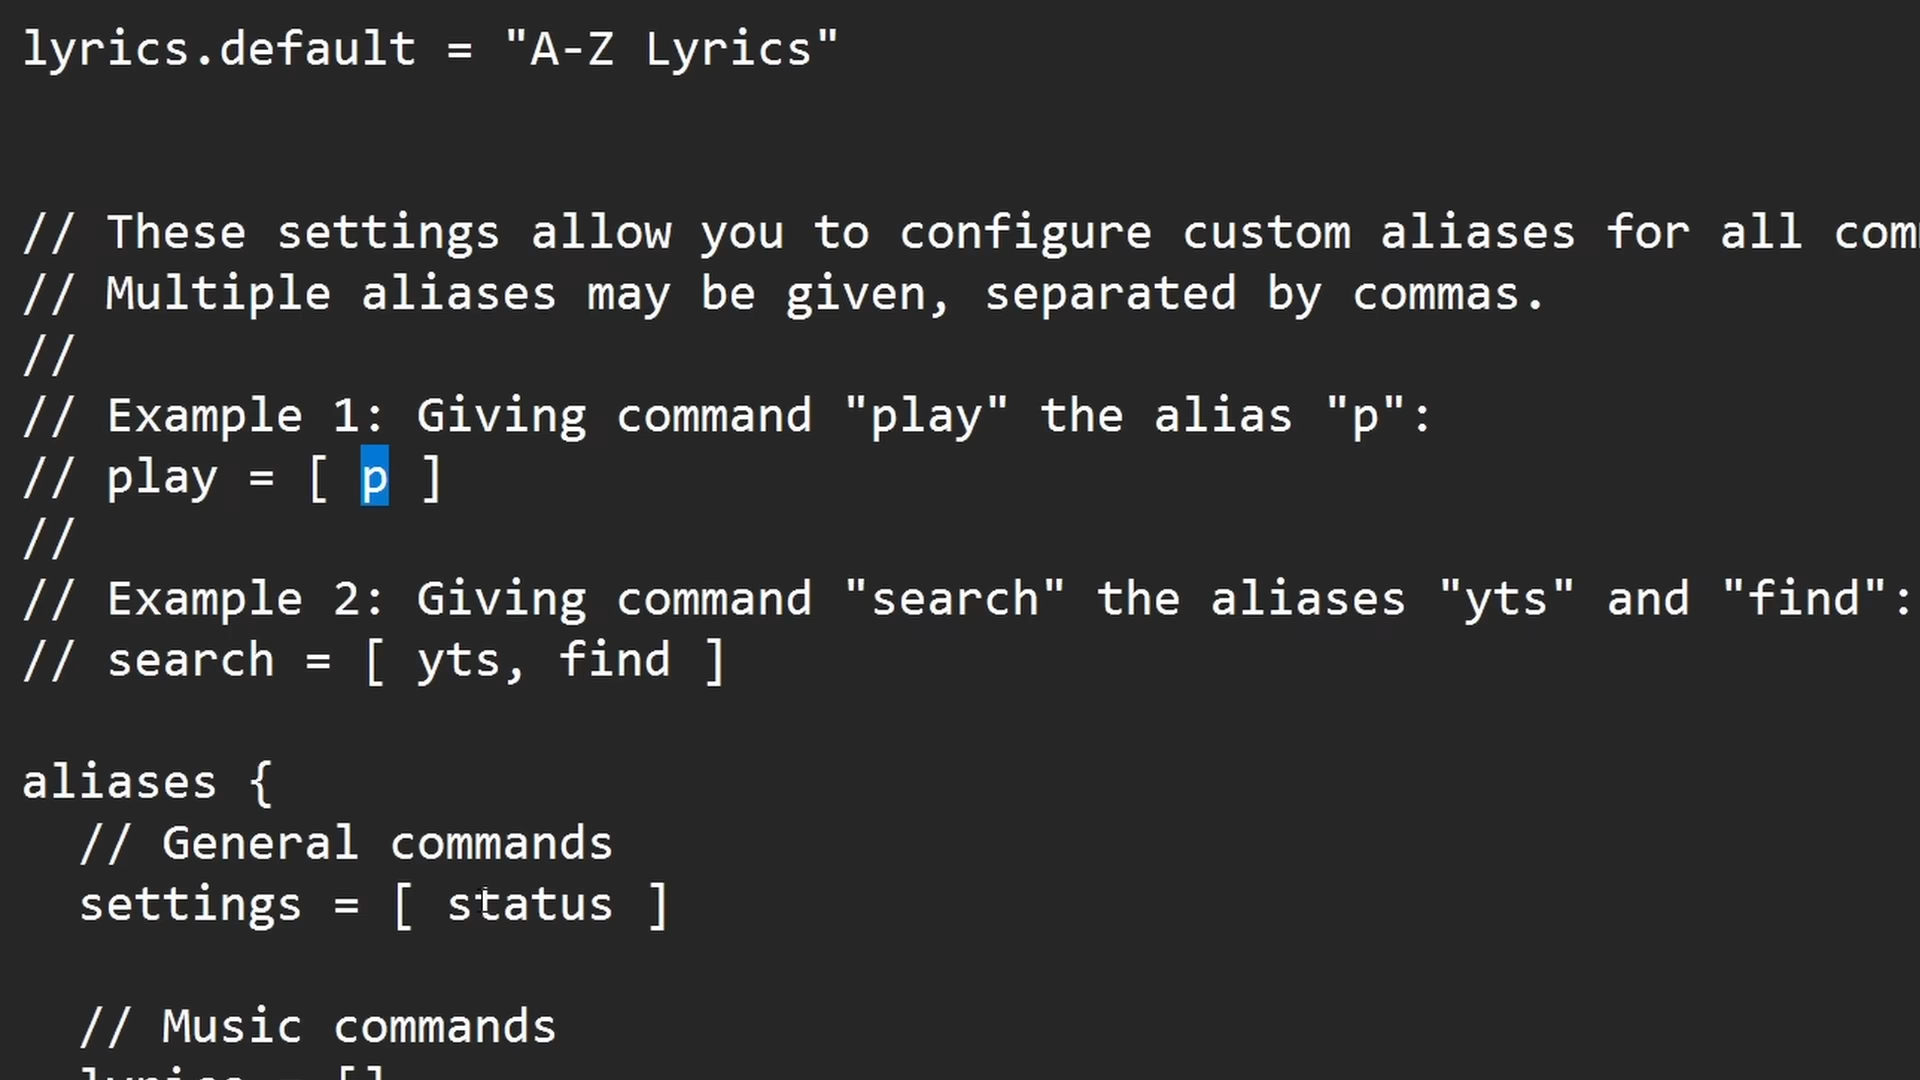 lyrics.default = "A-Z Lyrics"
// These settings allow you to configure custom aliases for all
// Multiple aliases may be given, separated by commas.
//
// Example 1: Giving command "play" the alias "p":
// play = [ p ]
//
// Example 2: Giving command "search" the aliases "yts" and "find":
// search = [ yts, find ]
aliases {
// General commands
settings = [ status ]
// Music commands